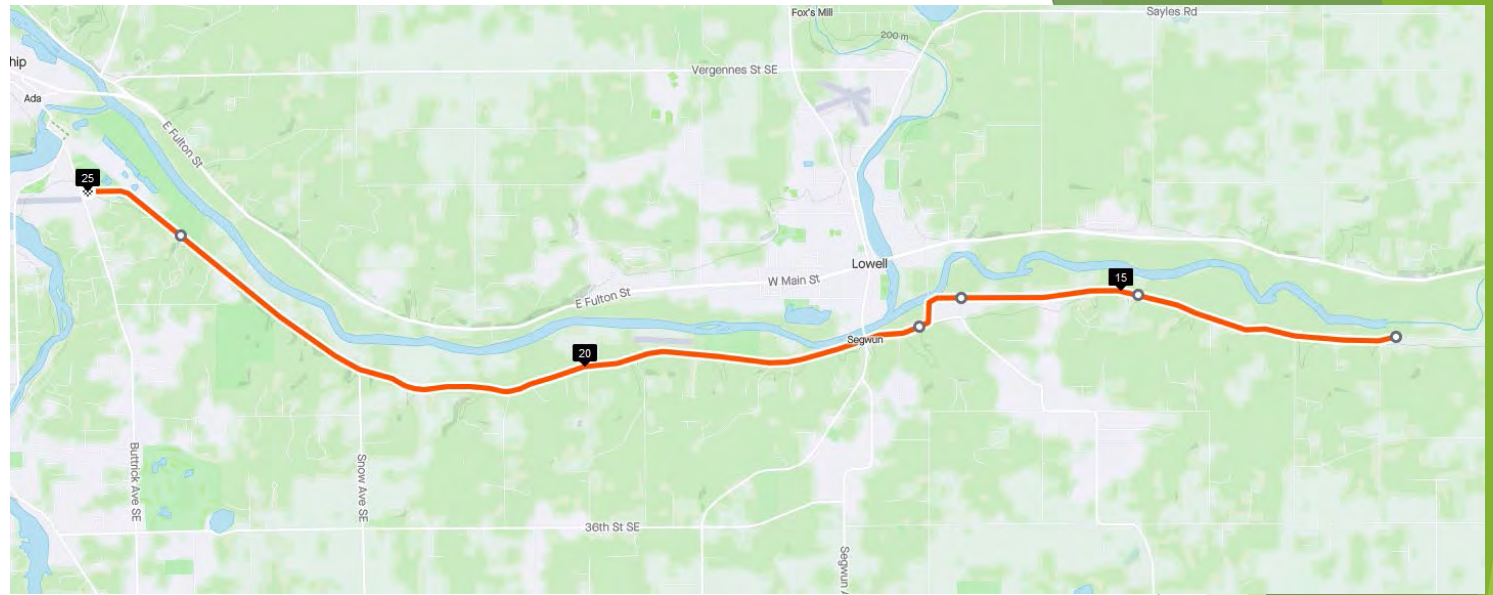 Fox's Mill
Sayles Rd
200 m
hip
Vergennes St SE
Ada
E Fulton St
25
Lowell
15
W Main St
E Fulton St
Segwun
20
Buttrick Ave SE
Snow Ave SE
36th St SE
Segwun A